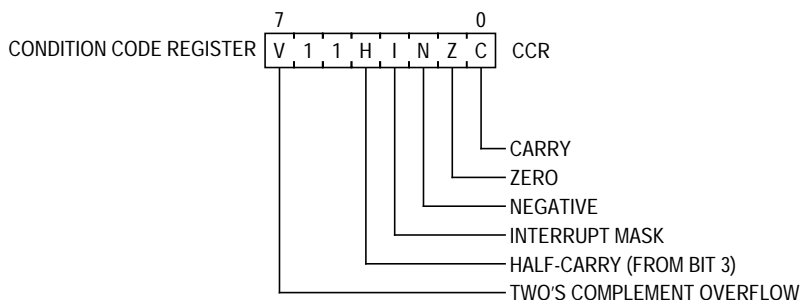 7 0
CONDITION CODE REGISTER V 1 1 H I N Z C CCR
CARRY
ZERO
NEGATIVE
INTERRUPT MASK
HALF-CARRY (FROM BIT 3)
TWO'S COMPLEMENT OVERFLOW